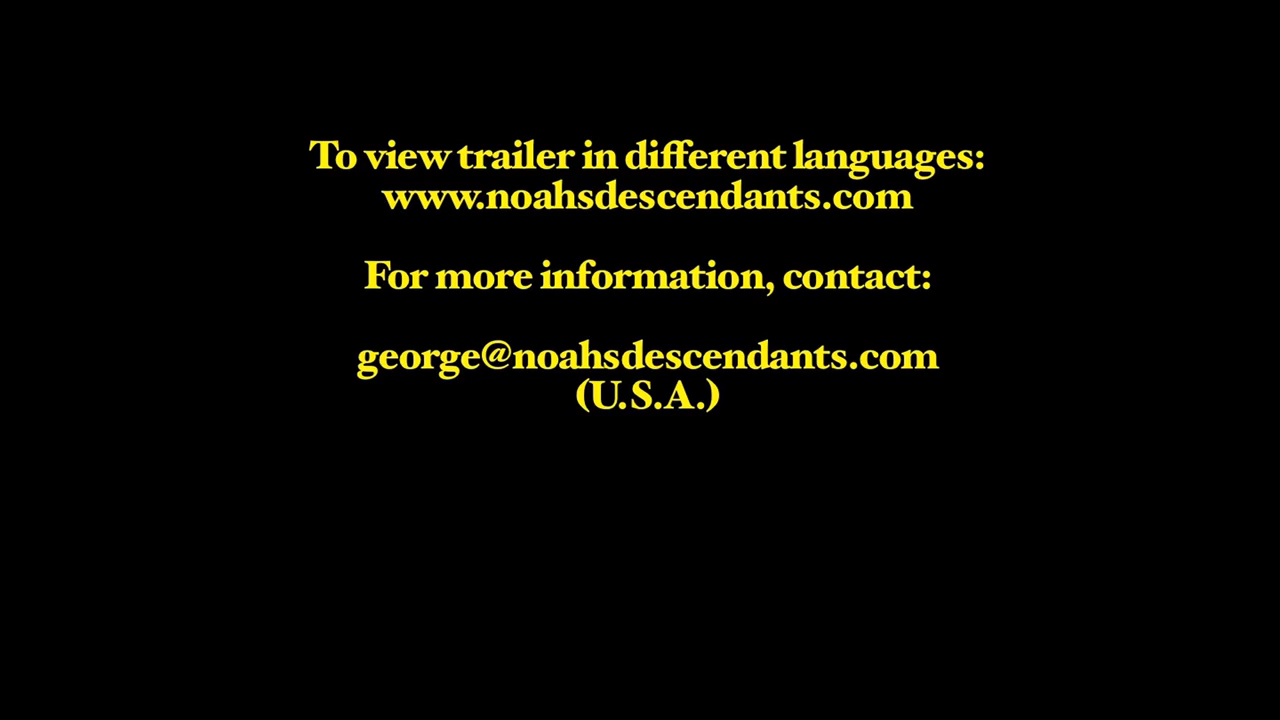 To view trailer in different languages:
www.noahsdescendants.com
For more information, contact:
george@noahsdescendants.com
(U.S.A.)